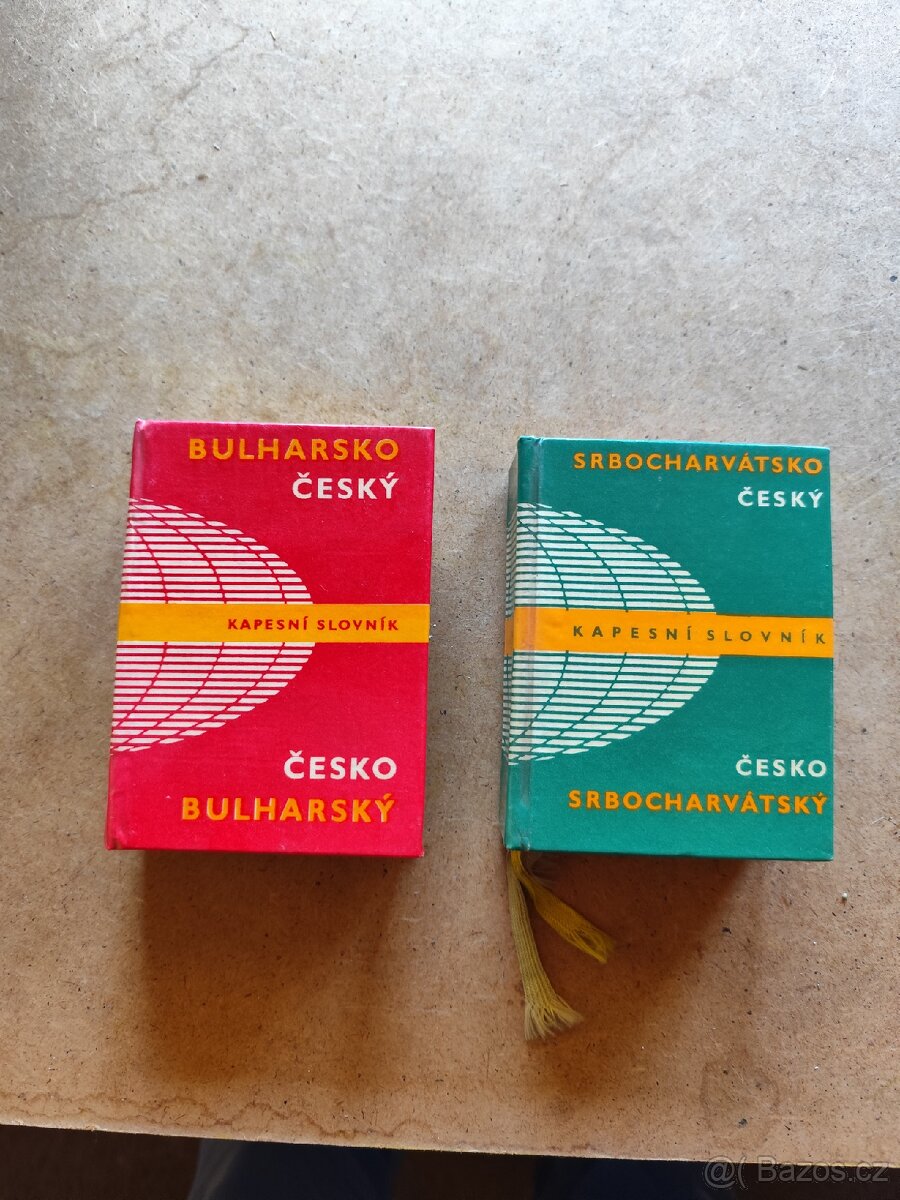 BULHARSKO
ČESKÝ
KAPESNÍ SLOVNÍK
ČESKO
BULHARSKÝ
SRBOCHARVÁTSKO
ČESKÝ
KAPESNÍ SLOVNÍK
ČESKO
SRBOCHARVÁTSKÝ
@( Bazos.cz